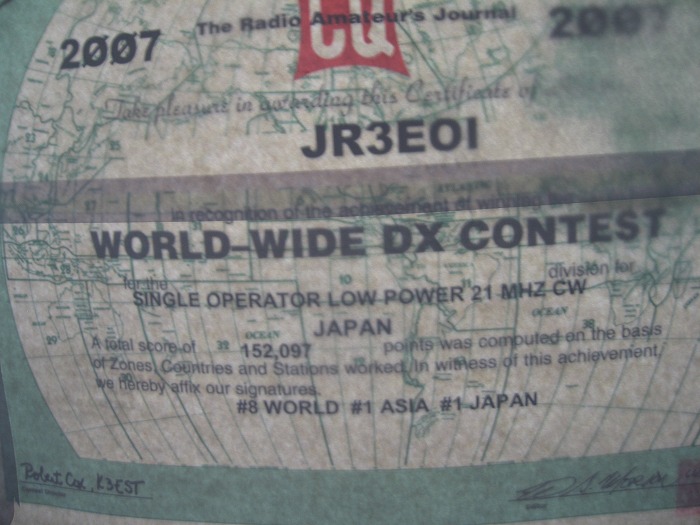 2007 The Radio Amateur's Journal 2007
CQ
Take pleasure in awarding this Certificate of
JR3EOI
in recognition of the achievement of winning the
WORLD-WIDE DX CONTEST
for the division for
SINGLE OPERATOR LOW POWER 21 MHZ CW
JAPAN
A total score of 152,097 points was computed on the basis
of Zones, Countries and Stations worked. In witness of this achievement,
we hereby affix our signatures.
#8 WORLD #1 ASIA #1 JAPAN
Robert Cox, K3EST